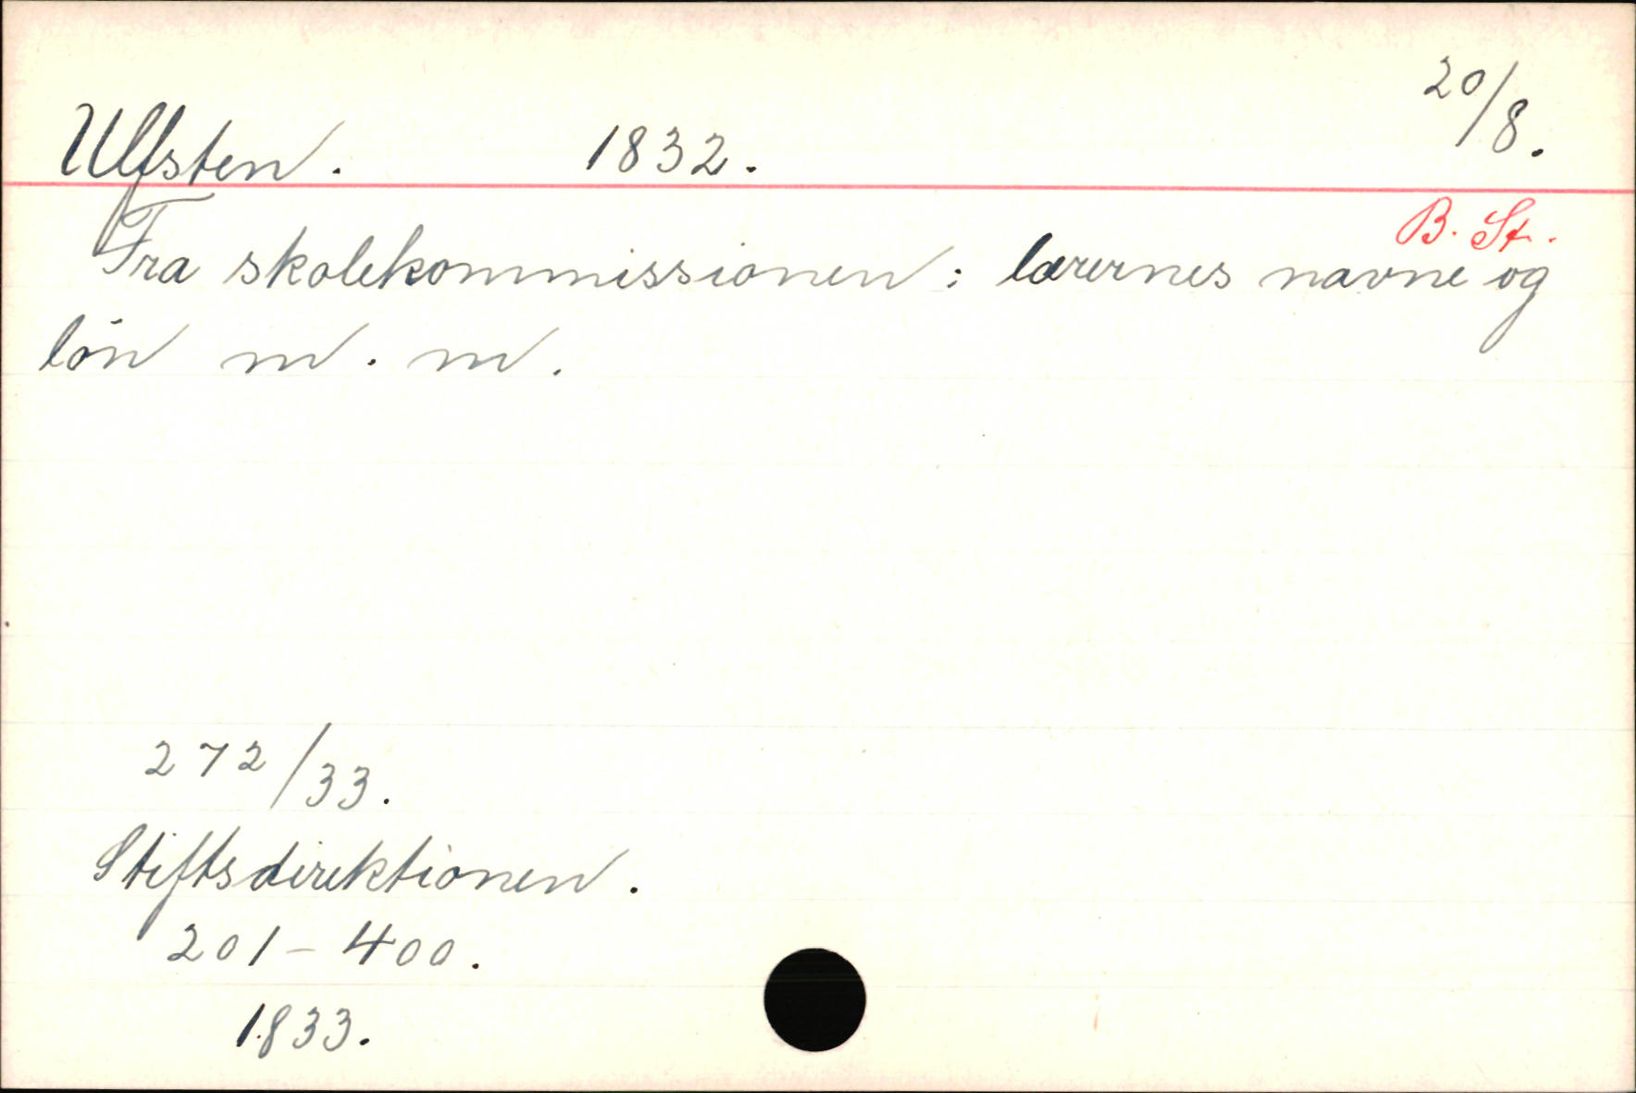 Ulfsten. 1832. 20/8.
B. St.
Fra skolekommissionen: lærernes navne og
løn m. m.
272/33.
Stiftsdirektionen.
201-400.
1833.